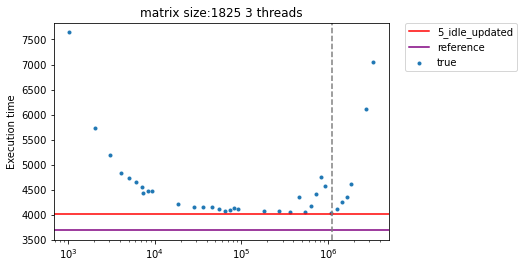 matrix size:1825 3 threads
Execution time
7500
7000
6500
6000
5500
5000
4500
4000
3500
10³
10⁴
10⁵
10⁶
5_idle_updated
reference
true